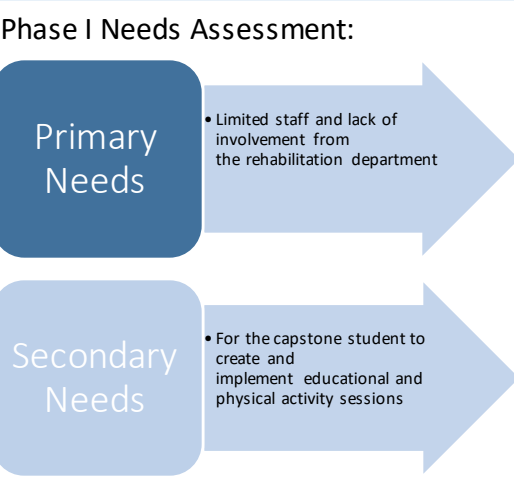 Phase I Needs Assessment:
Primary
Needs
• Limited staff and lack of
involvement from
the rehabilitation department
Secondary
Needs
• For the capstone student to
create and
implement educational and
physical activity sessions